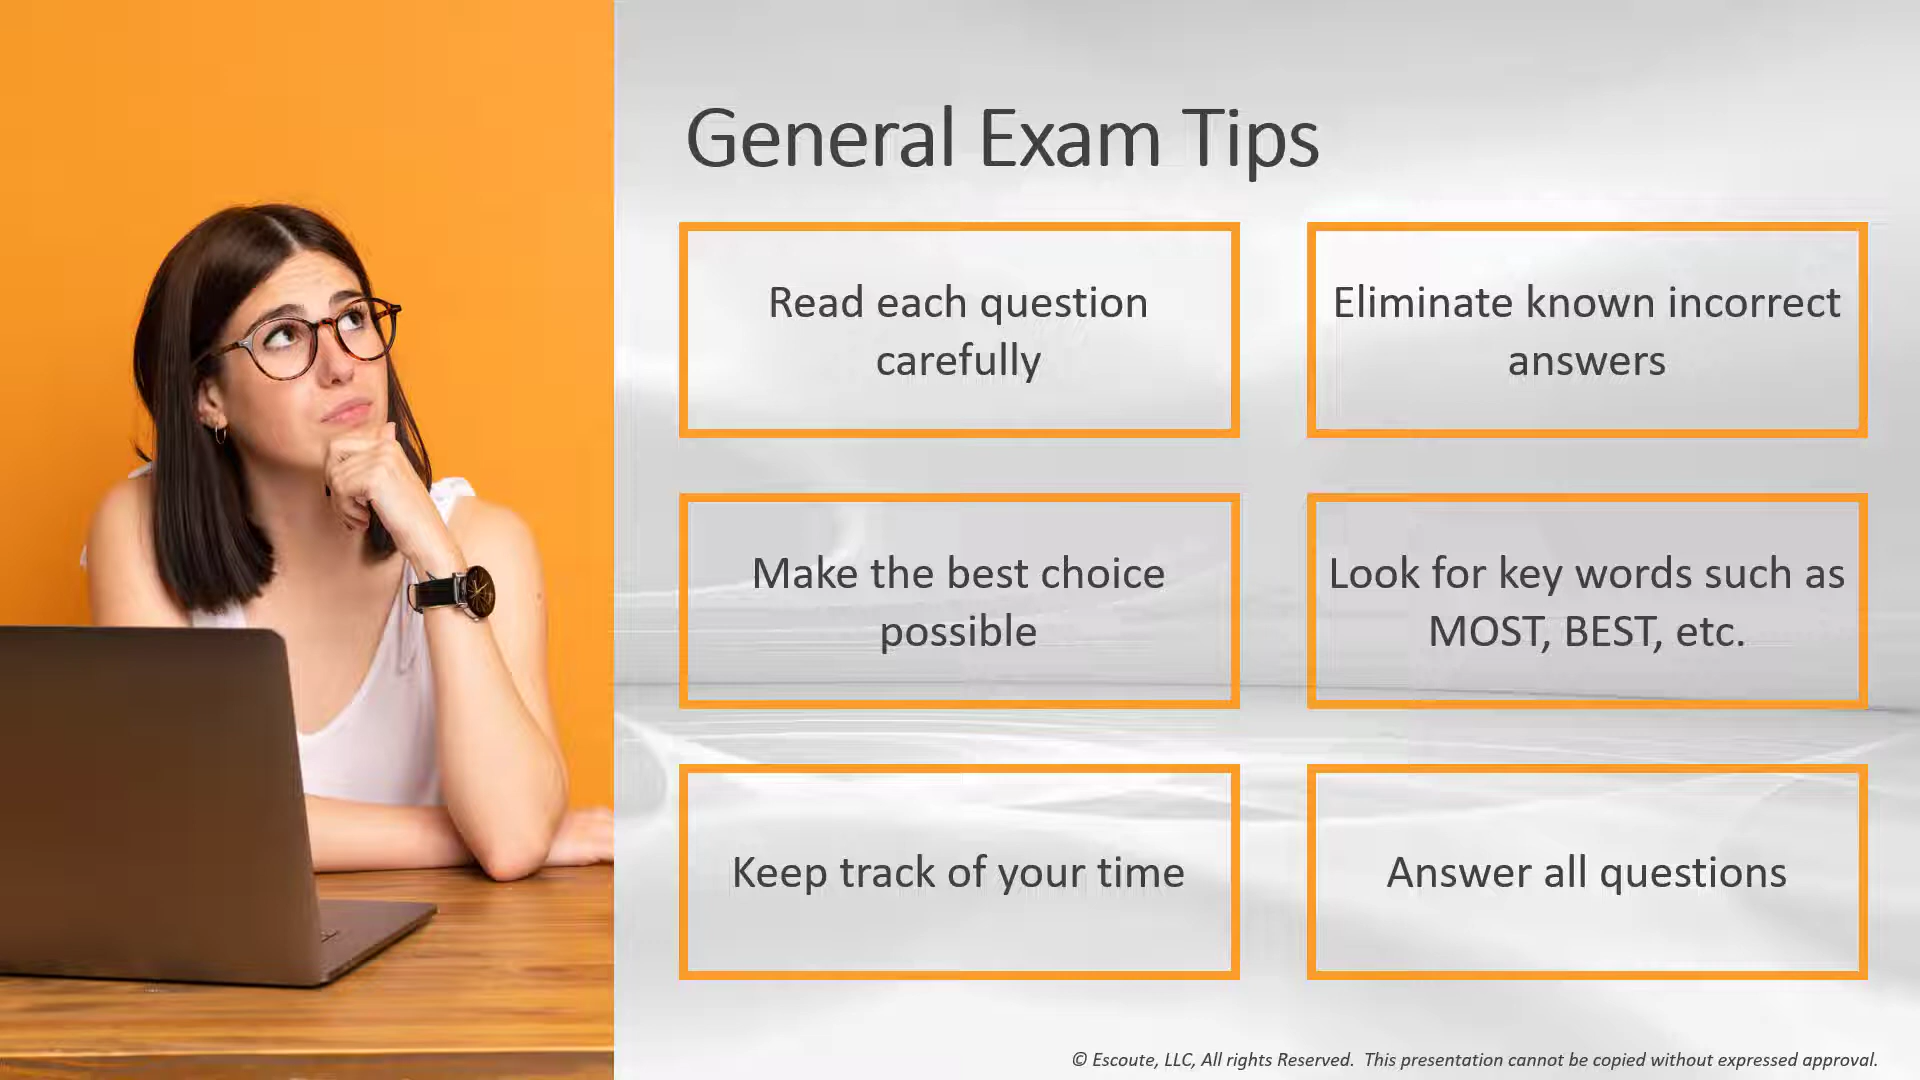 General Exam Tips
Read each question
carefully
Eliminate known incorrect
answers
Make the best choice
possible
Look for key words such as
MOST, BEST, etc.
Keep track of your time
Answer all questions
© Escoute, LLC, All rights Reserved. This presentation cannot be copied without expressed approval.